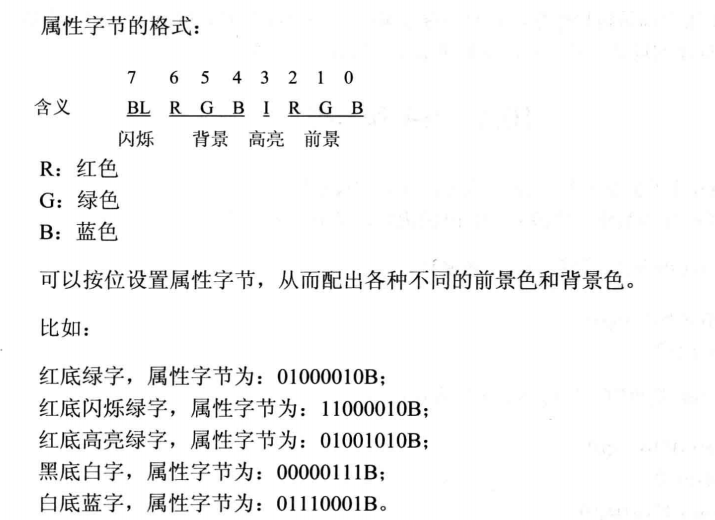 属性字节的格式：
7 6 5 4 3 2 1 0
含义 BL R G B I R G B
闪烁 背景 高亮 前景
R：红色
G：绿色
B：蓝色
可以按位设置属性字节，从而配出各种不同的前景色和背景色。
比如：
红底绿字，属性字节为：01000010B；
红底闪烁绿字，属性字节为：11000010B；
红底高亮绿字，属性字节为：01001010B；
黑底白字，属性字节为：00000111B；
白底蓝字，属性字节为：01110001B。